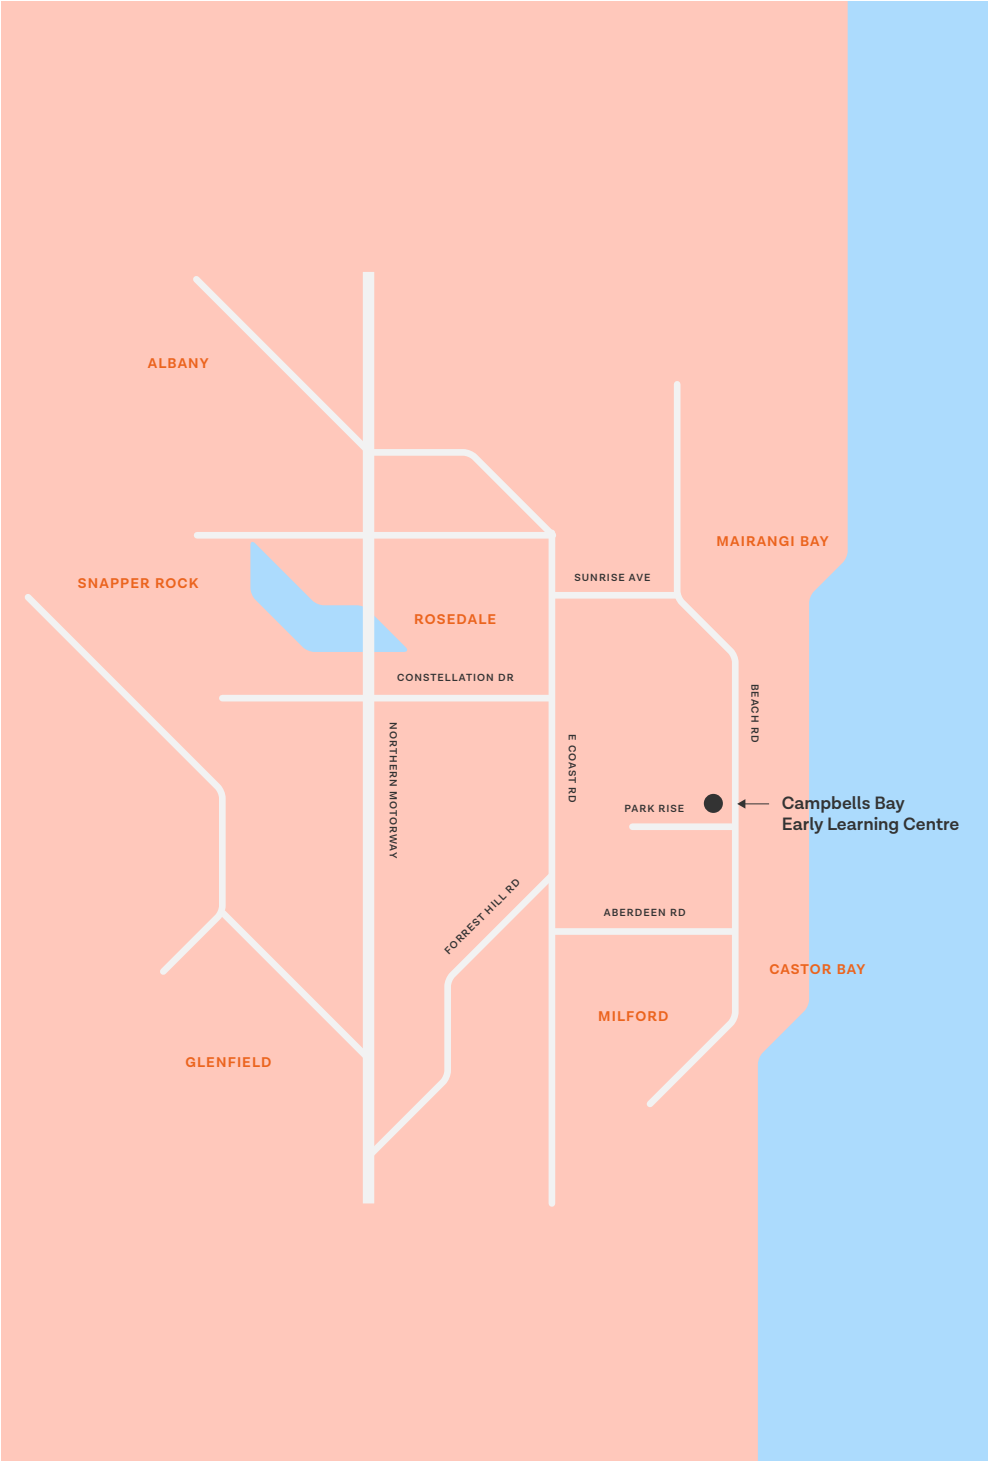 ALBANY
MAIRANGI BAY
SUNRISE AVE
SNAPPER ROCK
ROSEDALE
CONSTELLATION DR
BEACH RD
NORTHERN MOTORWAY
E COAST RD
PARK RISE
Campbells Bay
Early Learning Centre
FORREST HILL RD
ABERDEEN RD
CASTOR BAY
MILFORD
GLENFIELD